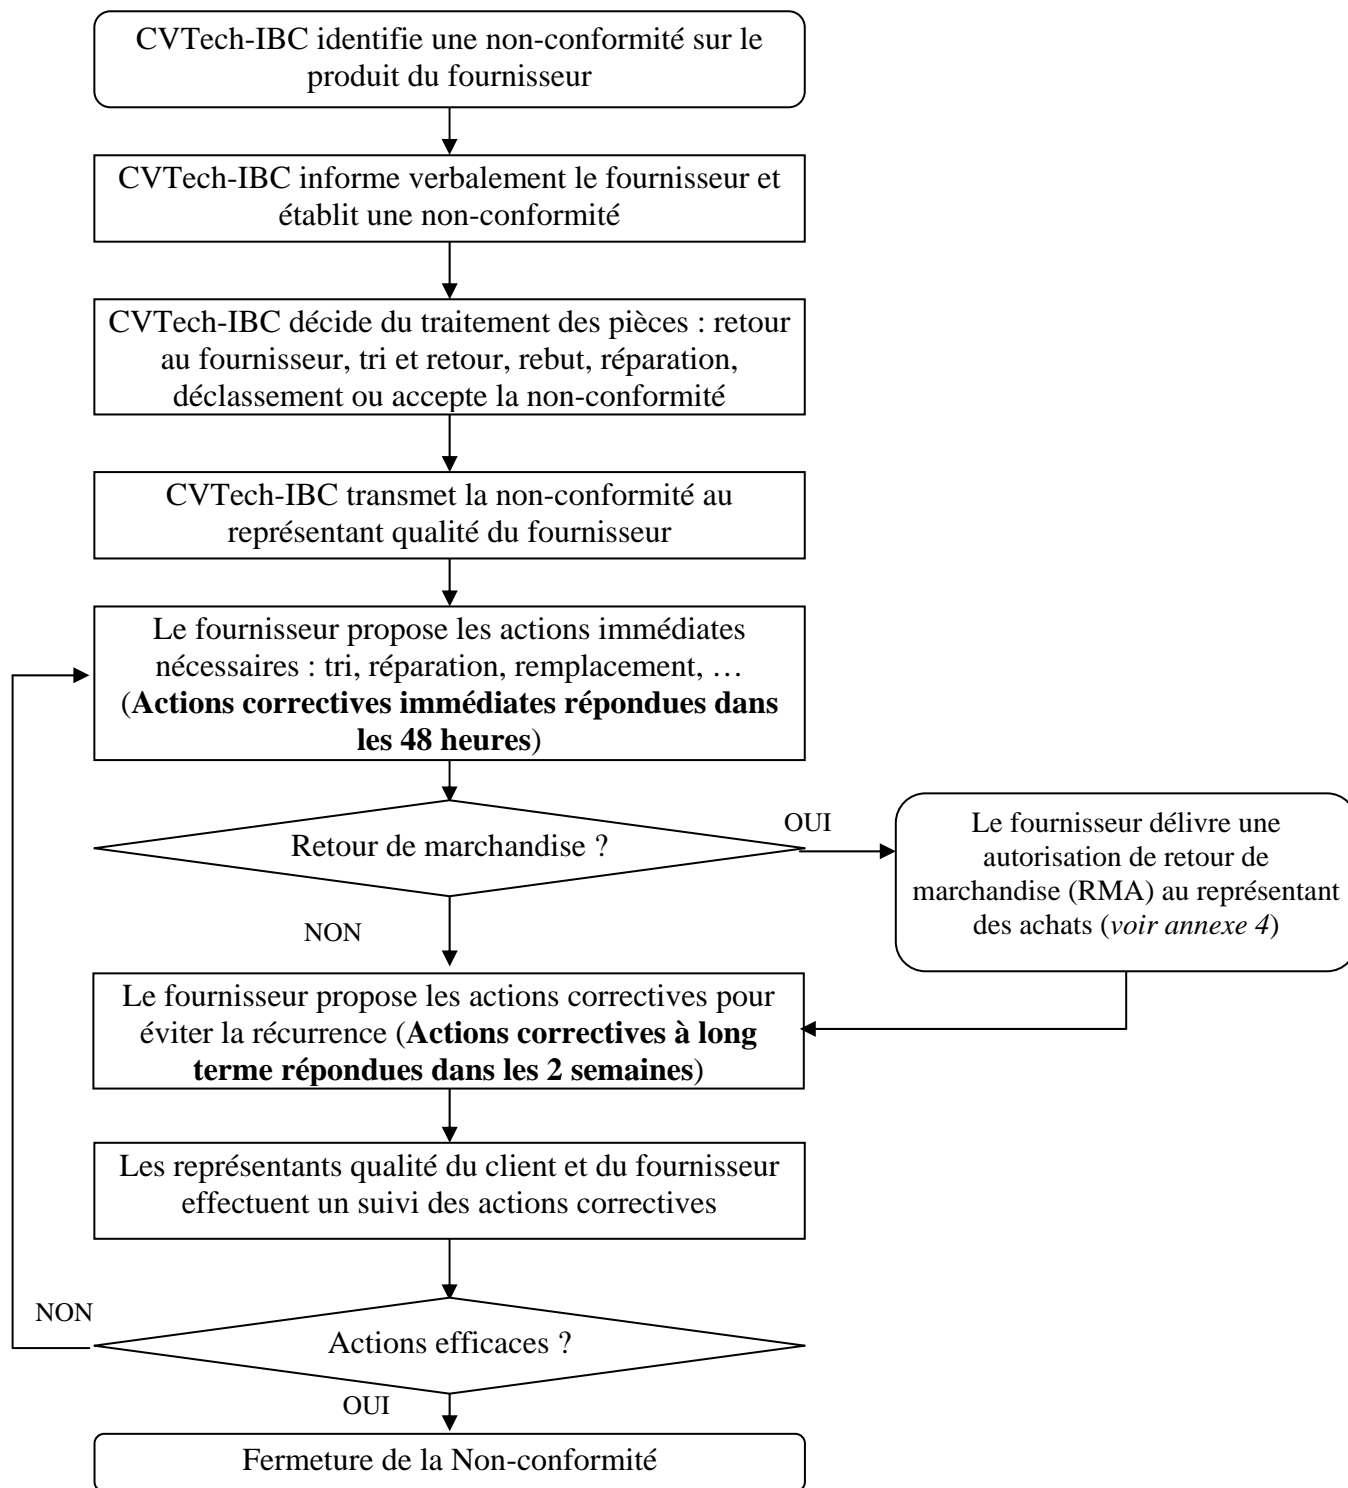 CVTech-IBC identifie une non-conformité sur le
produit du fournisseur
CVTech-IBC informe verbalement le fournisseur et
établit une non-conformité
CVTech-IBC décide du traitement des pièces : retour
au fournisseur, tri et retour, rebut, réparation,
déclassement ou accepte la non-conformité
CVTech-IBC transmet la non-conformité au
représentant qualité du fournisseur
Le fournisseur propose les actions immédiates
nécessaires : tri, réparation, remplacement, …
(Actions correctives immédiates répondues dans
les 48 heures)
Retour de marchandise ?
OUI
Le fournisseur délivre une
autorisation de retour de
marchandise (RMA) au représentant
des achats (voir annexe 4)
NON
Le fournisseur propose les actions correctives pour
éviter la récurrence (Actions correctives à long
terme répondues dans les 2 semaines)
Les représentants qualité du client et du fournisseur
effectuent un suivi des actions correctives
NON
Actions efficaces ?
OUI
Fermeture de la Non-conformité